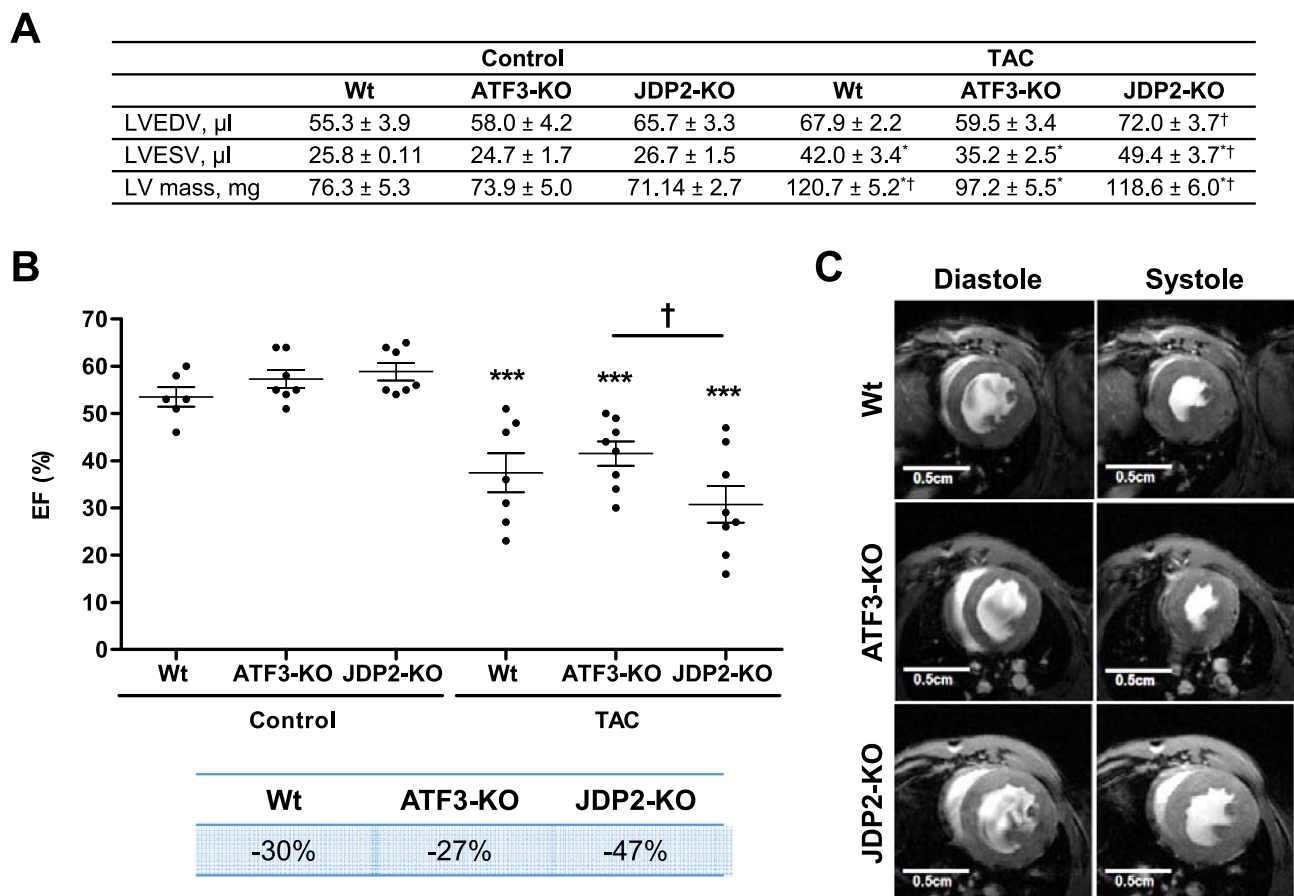 A
Control TAC
Wt ATF3-KO JDP2-KO Wt ATF3-KO JDP2-KO
LVEDV, µl 55.3 ± 3.9 58.0 ± 4.2 65.7 ± 3.3 67.9 ± 2.2 59.5 ± 3.4 72.0 ± 3.7†
LVESV, µl 25.8 ± 0.11 24.7 ± 1.7 26.7 ± 1.5 42.0 ± 3.4* 35.2 ± 2.5* 49.4 ± 3.7*†
LV mass, mg 76.3 ± 5.3 73.9 ± 5.0 71.14 ± 2.7 120.7 ± 5.2*† 97.2 ± 5.5* 118.6 ± 6.0*†
B
EF (%)
70
60
50
40
30
20
10
0
†
*** *** ***
Wt ATF3-KO JDP2-KO Wt ATF3-KO JDP2-KO
Control TAC
Wt ATF3-KO JDP2-KO
-30% -27% -47%
C
Diastole Systole
Wt
0.5cm 0.5cm
ATF3-KO
0.5cm 0.5cm
JDP2-KO
0.5cm 0.5cm